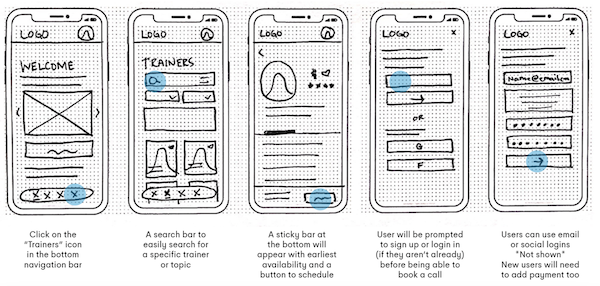 LOGO
WELCOME
LOGO
TRAINERS
LOGO
LOGO
x
OR
G
F
LOGO
x
Name@email.com
Click on the
"Trainers" icon
in the bottom
navigation bar
A search bar to
easily search for
a specific trainer
or topic
A sticky bar at
the bottom will
appear with earliest
availability and a
button to schedule
User will be prompted
to sign up or login in
(if they aren't already)
before being able to
book a call
Users can use email
or social logins
*Not shown*
New users will need
to add payment too